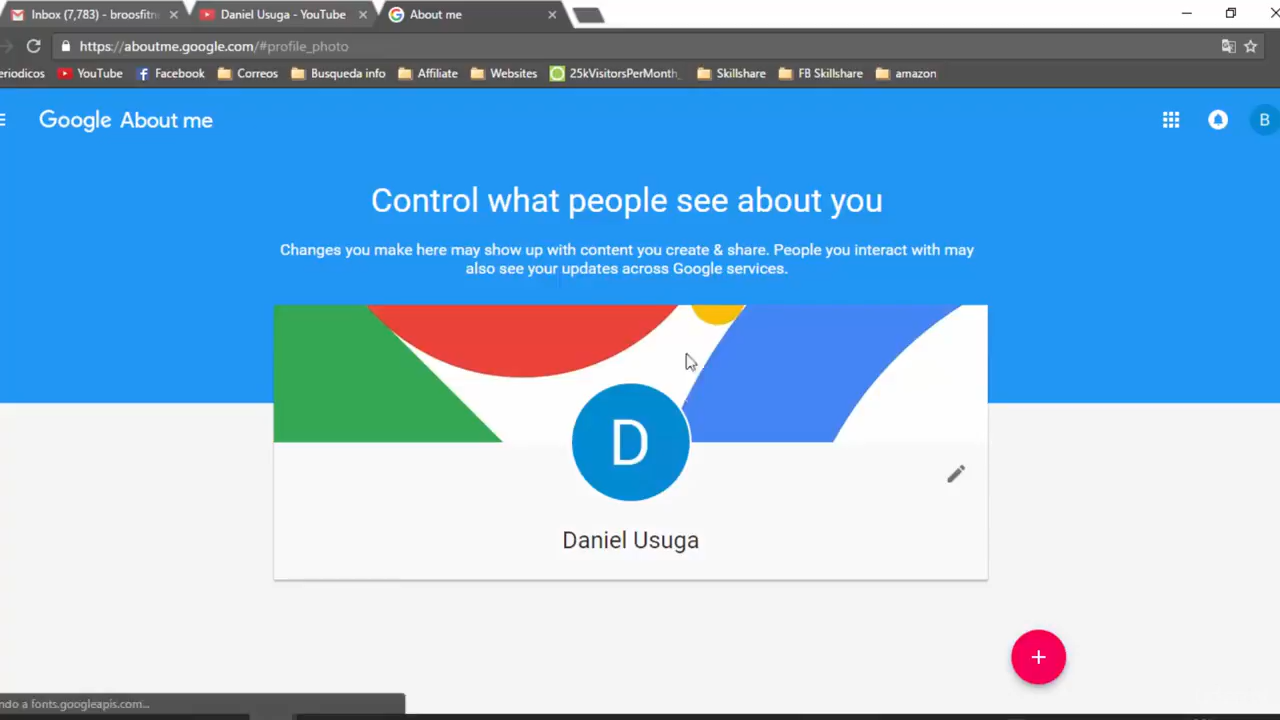 Inbox (7,783) - broosfitn
Daniel Usuga - YouTube
About me
https://aboutme.google.com/#profile_photo
eriodicos
YouTube
Facebook
Correos
Busqueda info
Affiliate
Websites
25kVisitorsPerMonth_
Skillshare
FB Skillshare
amazon
Google About me
B
Control what people see about you
Changes you make here may show up with content you create & share. People you interact with may
also see your updates across Google services.
D
Daniel Usuga
+
ndo a fonts.googleapis.com...